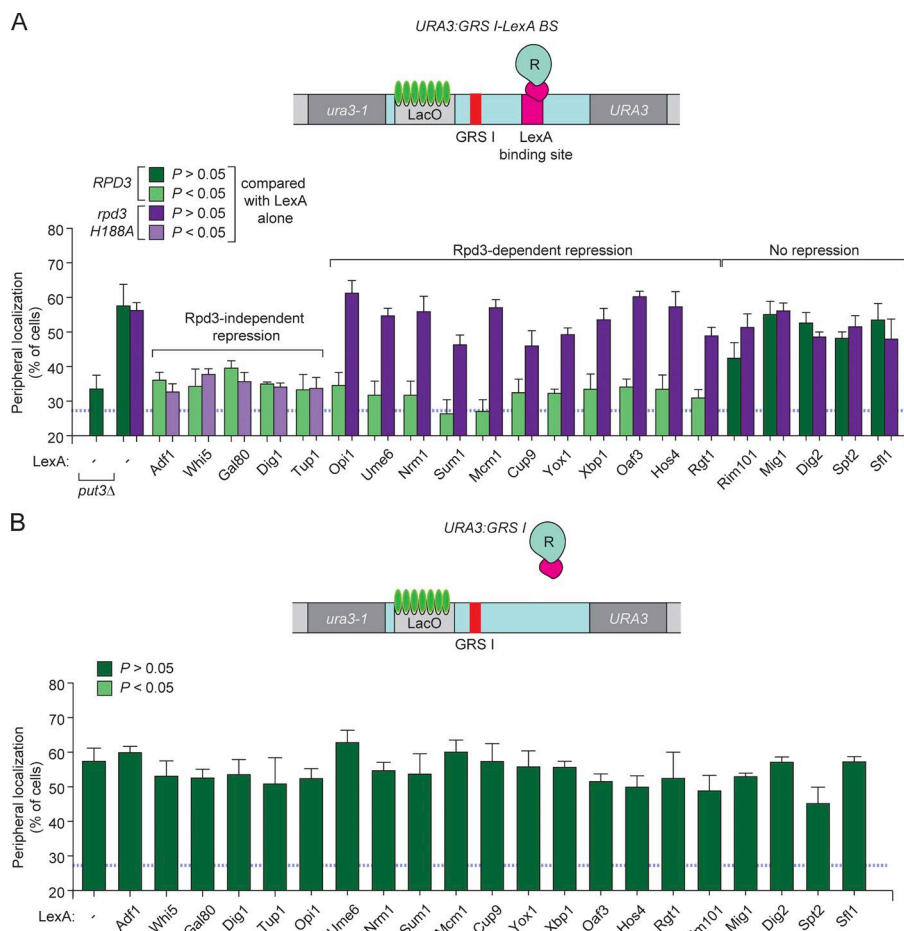 A
URA3:GRS I-LexA BS
R
ura3-1
LacO
URA3
GRS I
LexA
binding site
RPD3
P > 0.05
P < 0.05
rpd3
H188A
P > 0.05
P < 0.05
compared
with LexA
alone
Peripheral localization
(% of cells)
80
70
60
50
40
30
20
Rpd3-independent
repression
Rpd3-dependent repression
No repression
LexA: - - Adf1 Whi5 Gal80 Dig1 Tup1 Opi1 Ume6 Nrm1 Sum1 Mcm1 Cup9 Yox1 Xbp1 Oaf3 Hos4 Rgt1 Rim101 Mig1 Dig2 Spt2 Sfl1
put3Δ
B
URA3:GRS I
R
ura3-1
LacO
URA3
GRS I
P > 0.05
P < 0.05
Peripheral localization
(% of cells)
80
70
60
50
40
30
20
LexA: - Adf1 Whi5 Gal80 Dig1 Tup1 Opi1 Ume6 Nrm1 Sum1 Mcm1 Cup9 Yox1 Xbp1 Oaf3 Hos4 Rgt1 im101 Mig1 Dig2 Spt2 Sfl1